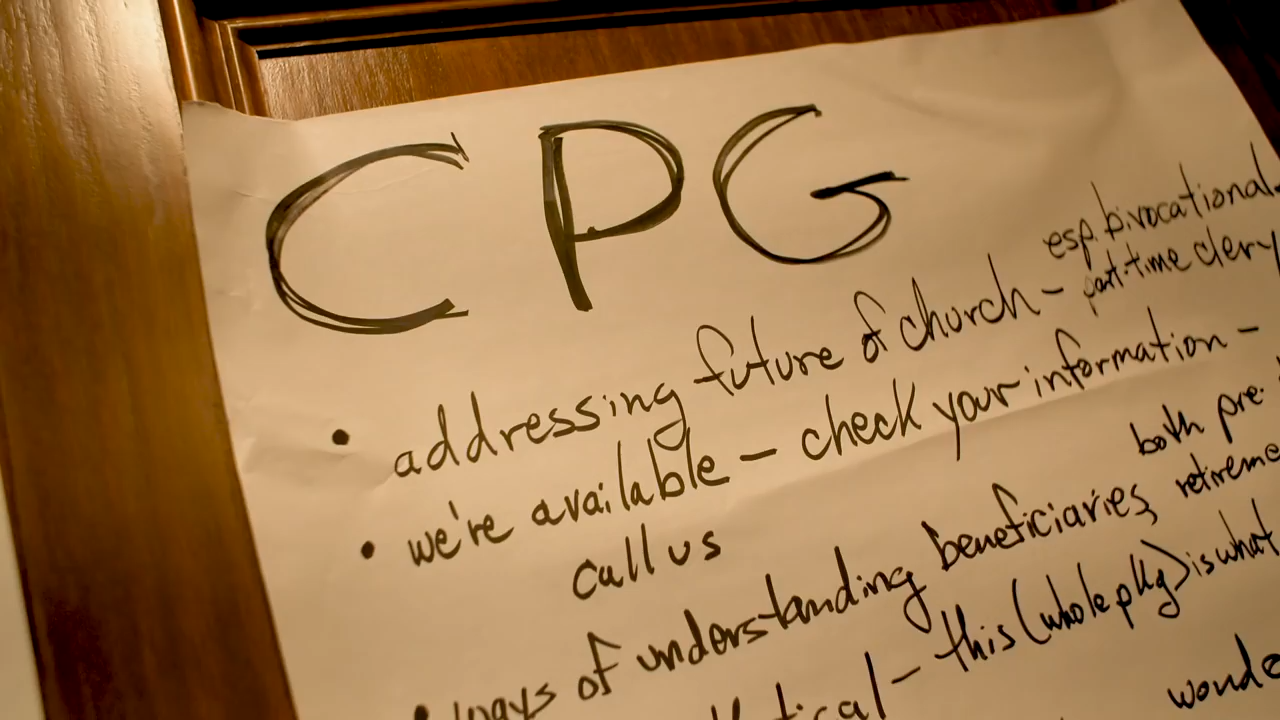 CPG
esp. bivocational
• addressing future of church – part-time clergy
• we're available – check your information –
call us
both pre.
• ways of understanding beneficiaries, retireme
– this (whole pkg) is what
wonde